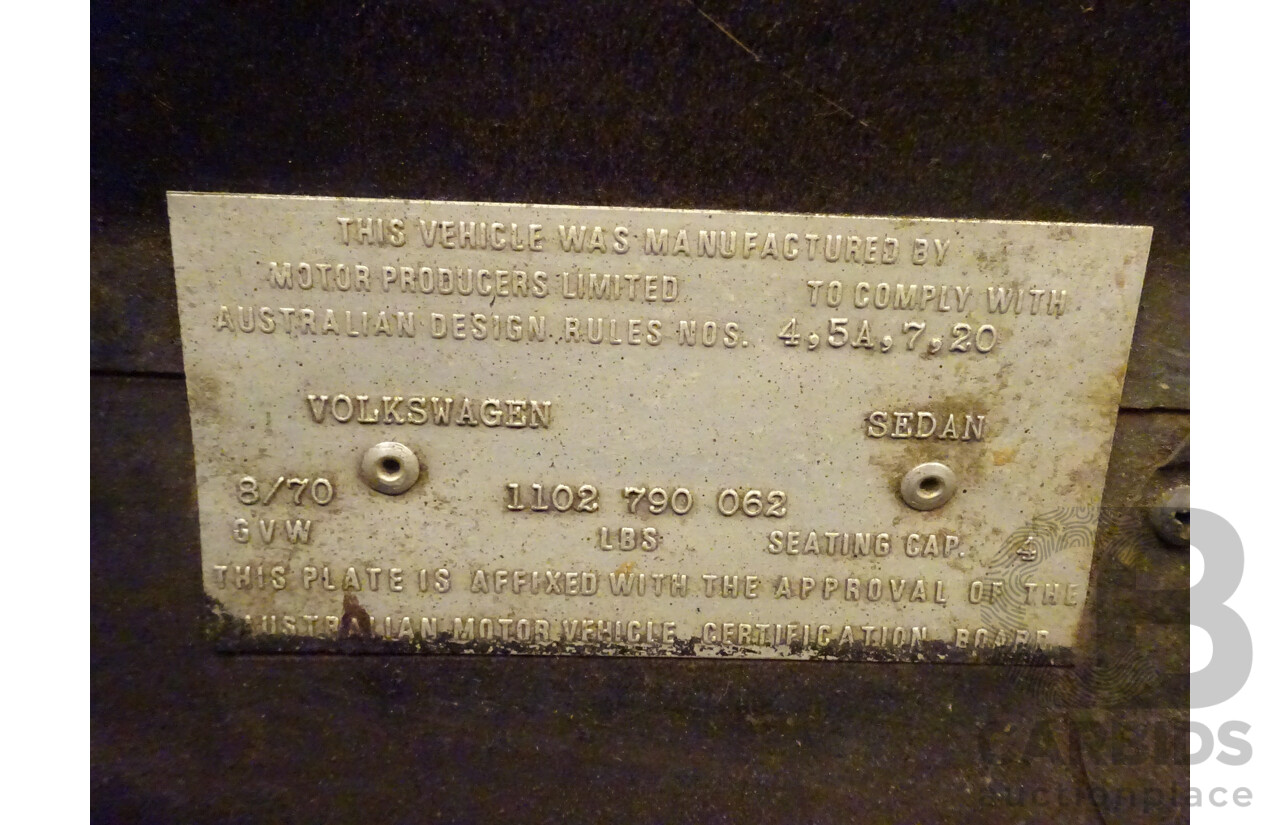 THIS VEHICLE WAS MANUFACTURED BY
MOTOR PRODUCERS LIMITED TO COMPLY WITH
AUSTRALIAN DESIGN RULES NOS. 4,5A,7,20
VOLKSWAGEN SEDAN
8/70 1102 790 062
GVW LBS SEATING CAP. 4
THIS PLATE IS AFFIXED WITH THE APPROVAL OF THE
AUSTRALIAN MOTOR VEHICLE CERTIFICATION BOARD
CARBIDS
auctionplace